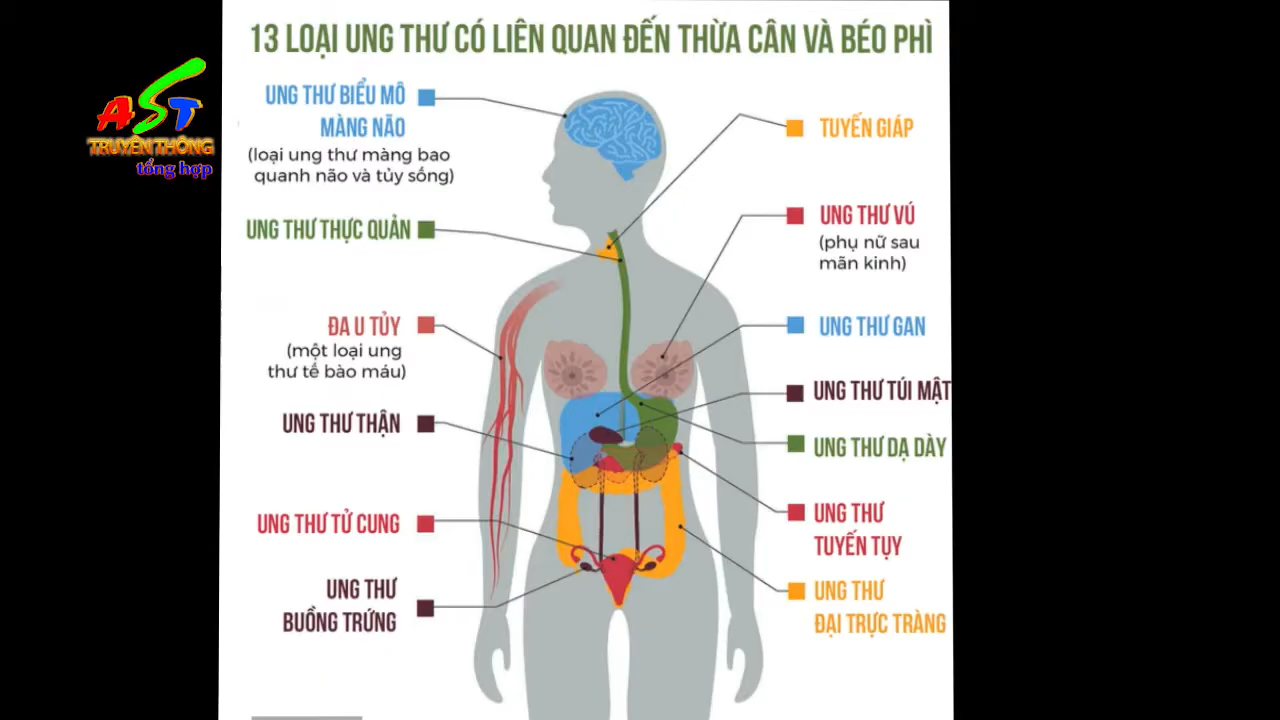 13 LOẠI UNG THƯ CÓ LIÊN QUAN ĐẾN THỪA CÂN VÀ BÉO PHÌ
AST
TRUYỀN THÔNG
tổng hợp
UNG THƯ BIỂU MÔ
MÀNG NÃO
(loại ung thư màng bao
quanh não và tủy sống)
UNG THƯ THỰC QUẢN
ĐA U TỦY
(một loại ung
thư tế bào máu)
UNG THƯ THẬN
UNG THƯ TỬ CUNG
UNG THƯ
BUỒNG TRỨNG
TUYẾN GIÁP
UNG THƯ VÚ
(phụ nữ sau
mãn kinh)
UNG THƯ GAN
UNG THƯ TÚI MẬT
UNG THƯ DẠ DÀY
UNG THƯ
TUYẾN TỤY
UNG THƯ
ĐẠI TRỰC TRÀNG